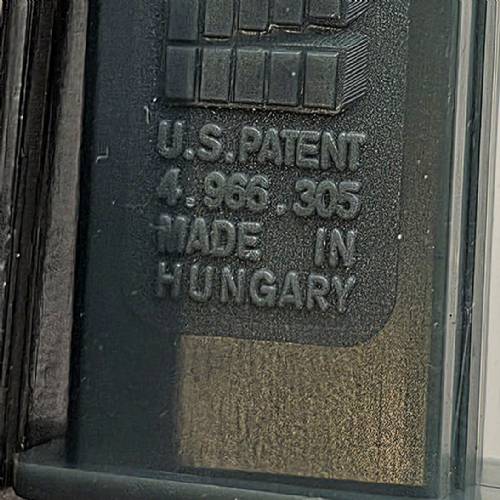 U.S. PATENT
4.966.305
MADE IN
HUNGARY